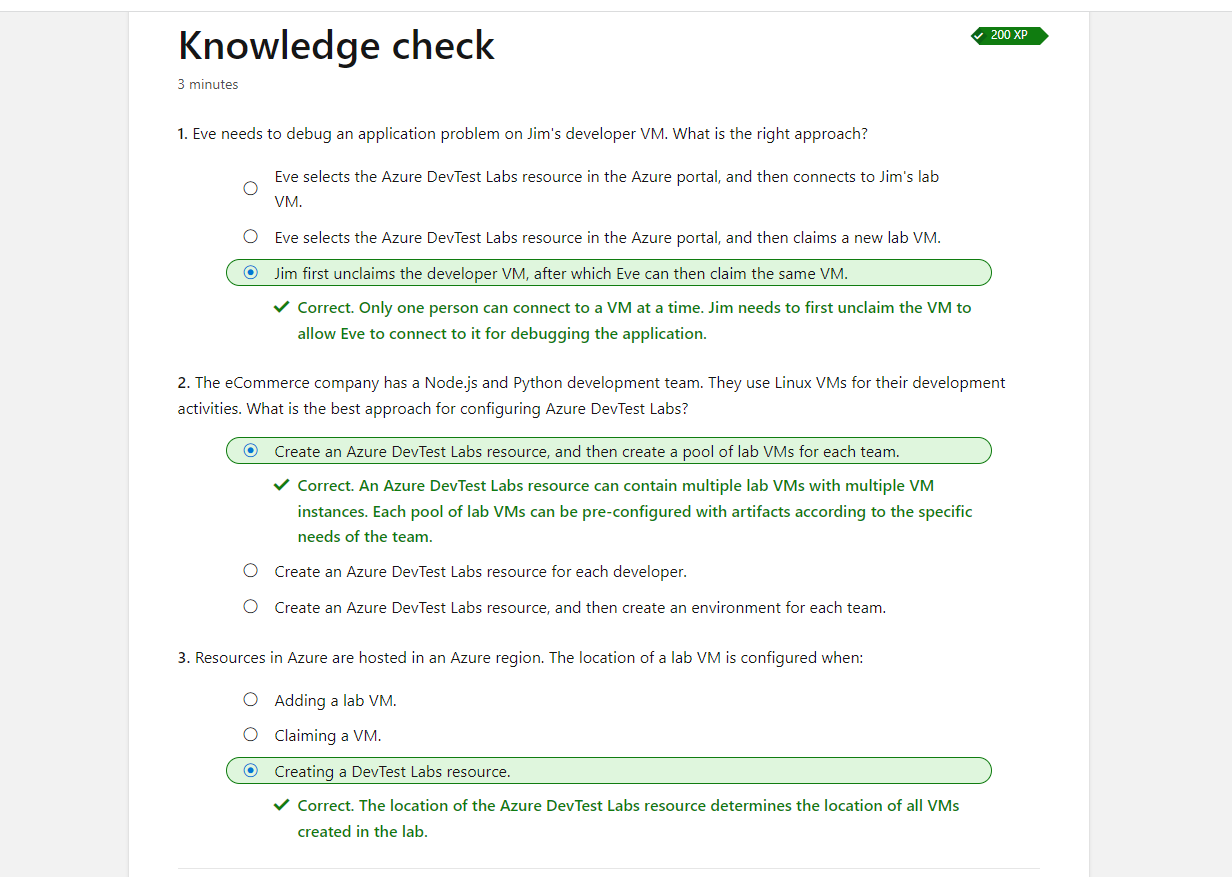 Knowledge check
200 XP
3 minutes
1. Eve needs to debug an application problem on Jim's developer VM. What is the right approach?
Eve selects the Azure DevTest Labs resource in the Azure portal, and then connects to Jim's lab
VM.
Eve selects the Azure DevTest Labs resource in the Azure portal, and then claims a new lab VM.
Jim first unclaims the developer VM, after which Eve can then claim the same VM.
Correct. Only one person can connect to a VM at a time. Jim needs to first unclaim the VM to
allow Eve to connect to it for debugging the application.
2. The eCommerce company has a Node.js and Python development team. They use Linux VMs for their development
activities. What is the best approach for configuring Azure DevTest Labs?
Create an Azure DevTest Labs resource, and then create a pool of lab VMs for each team.
Correct. An Azure DevTest Labs resource can contain multiple lab VMs with multiple VM
instances. Each pool of lab VMs can be pre-configured with artifacts according to the specific
needs of the team.
Create an Azure DevTest Labs resource for each developer.
Create an Azure DevTest Labs resource, and then create an environment for each team.
3. Resources in Azure are hosted in an Azure region. The location of a lab VM is configured when:
Adding a lab VM.
Claiming a VM.
Creating a DevTest Labs resource.
Correct. The location of the Azure DevTest Labs resource determines the location of all VMs
created in the lab.